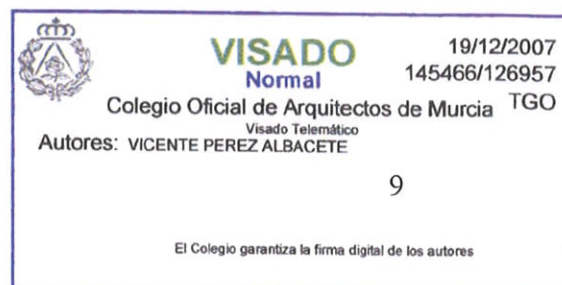 VISADO
Normal
19/12/2007
145466/126957
TGO
Colegio Oficial de Arquitectos de Murcia
Visado Telemático
Autores: VICENTE PEREZ ALBACETE
9
El Colegio garantiza la firma digital de los autores